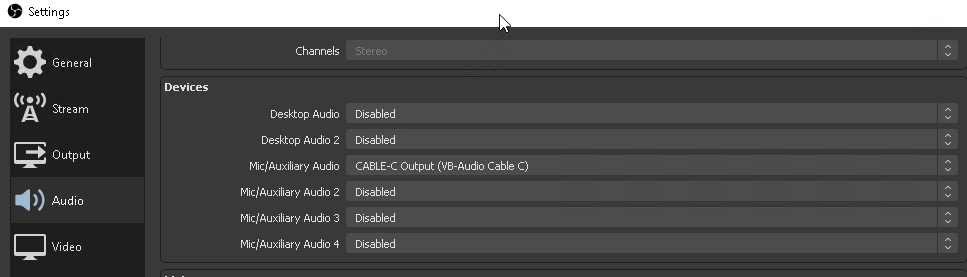 Settings
General
Stream
Output
Audio
Video
Channels Stereo
Devices
Desktop Audio Disabled
Desktop Audio 2 Disabled
Mic/Auxiliary Audio CABLE-C Output (VB-Audio Cable C)
Mic/Auxiliary Audio 2 Disabled
Mic/Auxiliary Audio 3 Disabled
Mic/Auxiliary Audio 4 Disabled